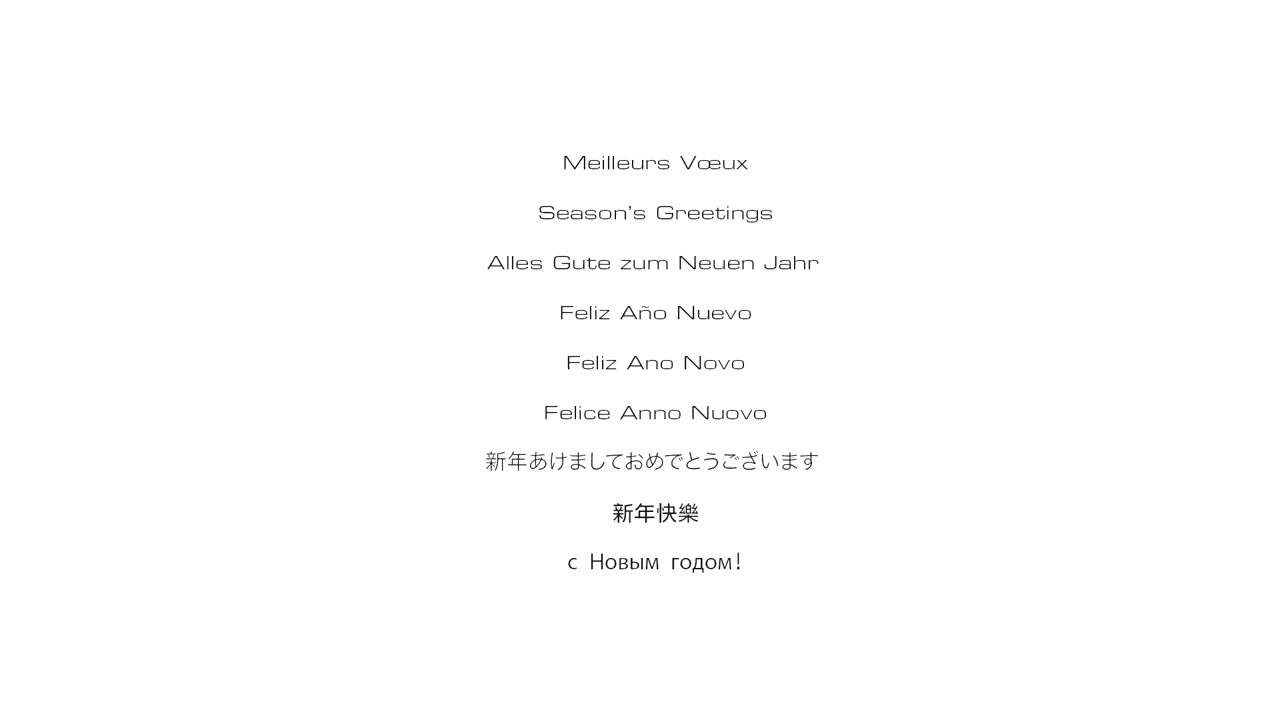 Meilleurs Vœux
Season's Greetings
Alles Gute zum Neuen Jahr
Feliz Año Nuevo
Feliz Ano Novo
Felice Anno Nuovo
新年あけましておめでとうございます
新年快樂
с Новым годом!